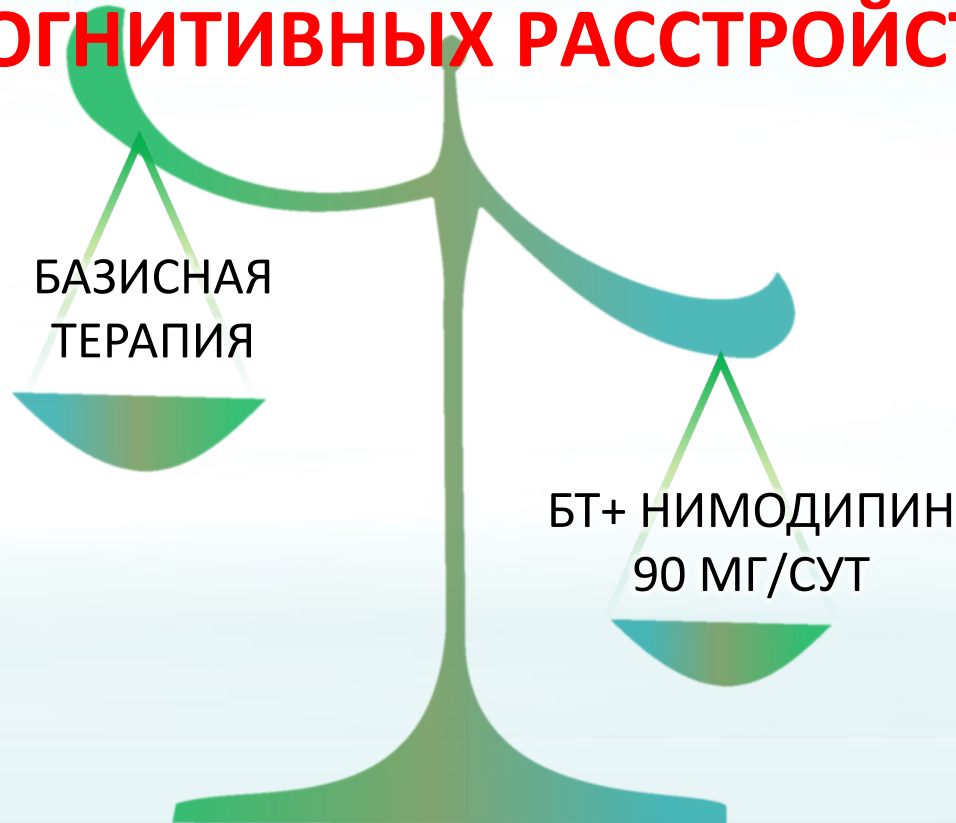 ОГНИТИВНЫХ РАССТРОЙСТ
БАЗИСНАЯ
ТЕРАПИЯ
БТ+ НИМОДИПИН
90 МГ/СУТ